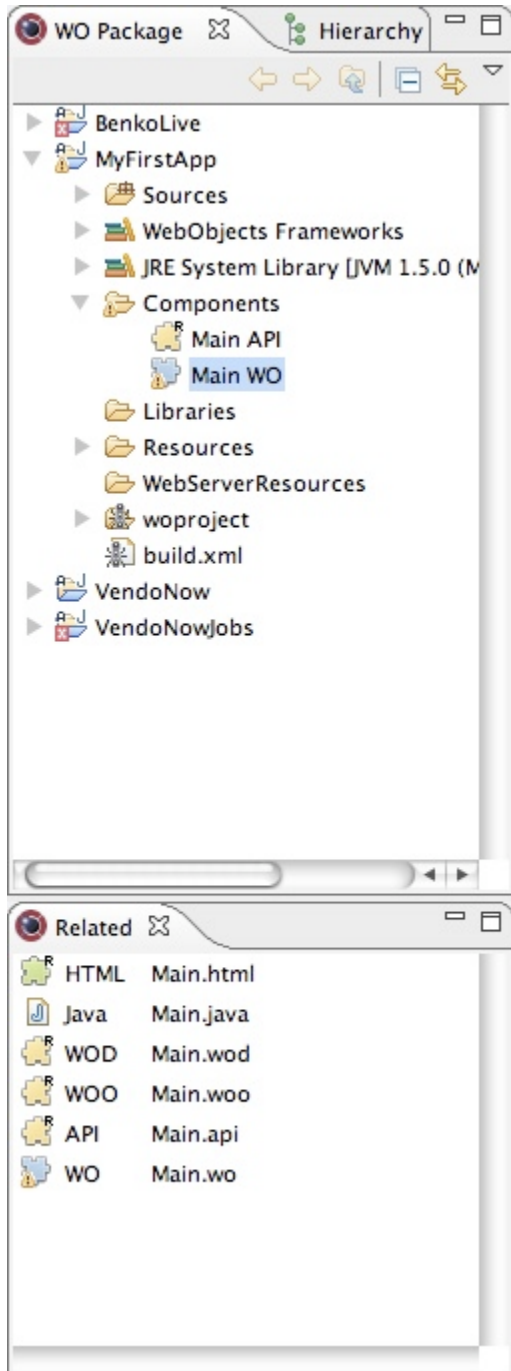 WO Package Hierarchy
BenkoLive
MyFirstApp
Sources
WebObjects Frameworks
JRE System Library [JVM 1.5.0 (M
Components
Main API
Main WO
Libraries
Resources
WebServerResources
woproject
build.xml
VendoNow
VendoNowJobs
Related
HTML Main.html
Java Main.java
WOD Main.wod
WOO Main.woo
API Main.api
WO Main.wo